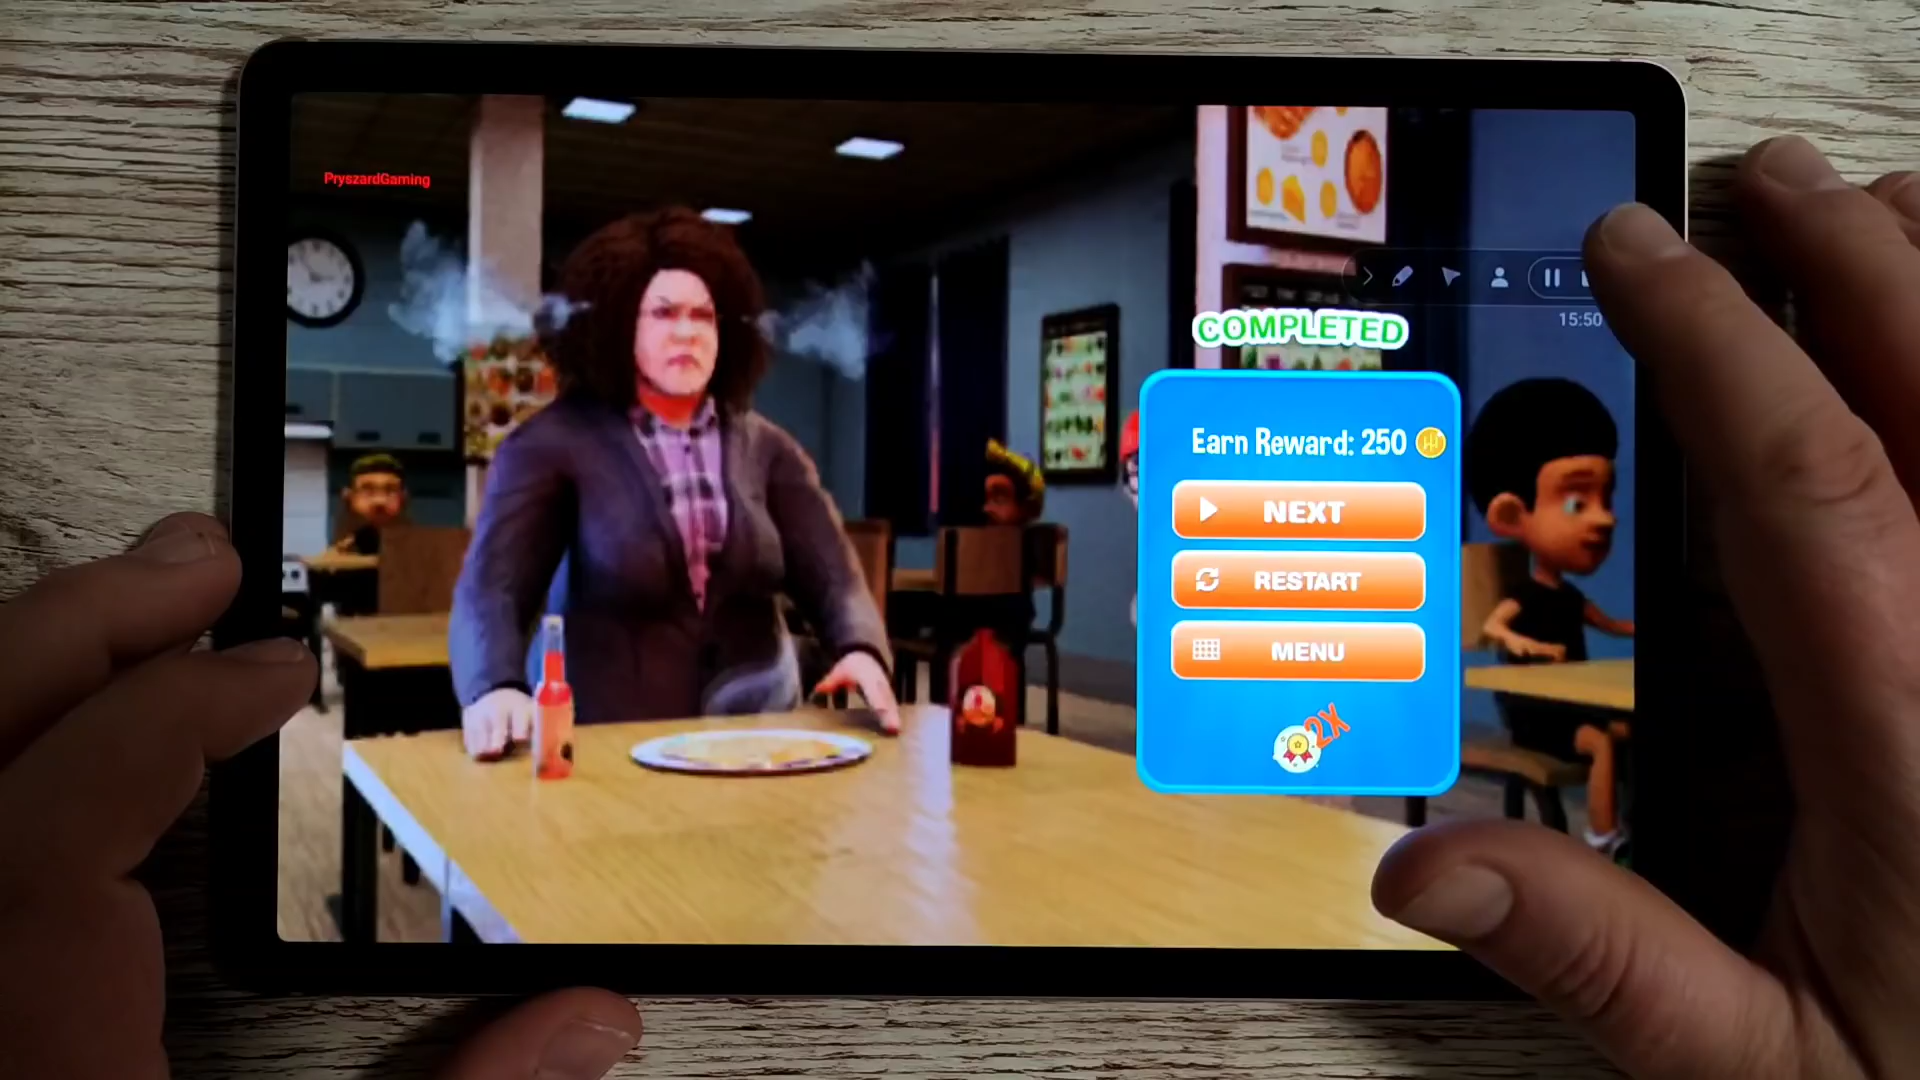 PryszardGaming
15:50
COMPLETED
Earn Reward: 250
NEXT
RESTART
MENU
2X